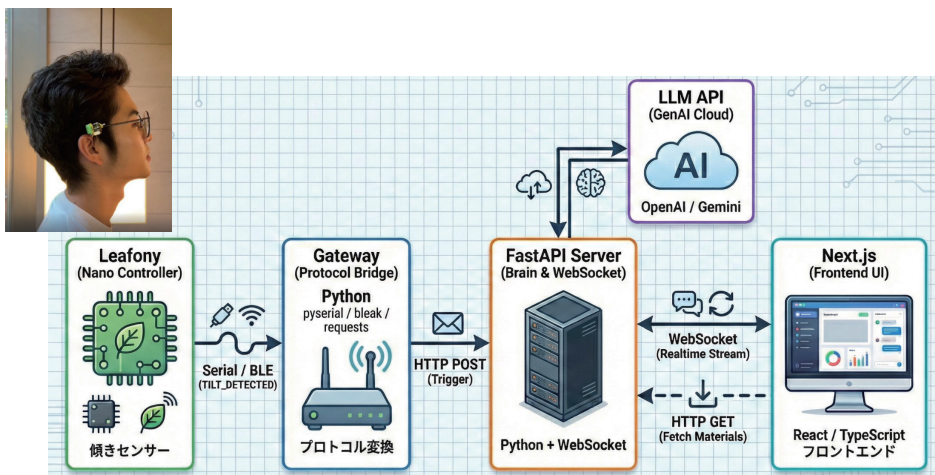 LLM API
(GenAI Cloud)
AI
OpenAI / Gemini
Leafony
(Nano Controller)
傾きセンサー
Serial / BLE
(TILT_DETECTED)
Gateway
(Protocol Bridge)
Python
pyserial / bleak /
requests
プロトコル変換
HTTP POST
(Trigger)
FastAPI Server
(Brain & WebSocket)
Python + WebSocket
WebSocket
(Realtime Stream)
HTTP GET
(Fetch Materials)
Next.js
(Frontend UI)
React / TypeScript
フロントエンド